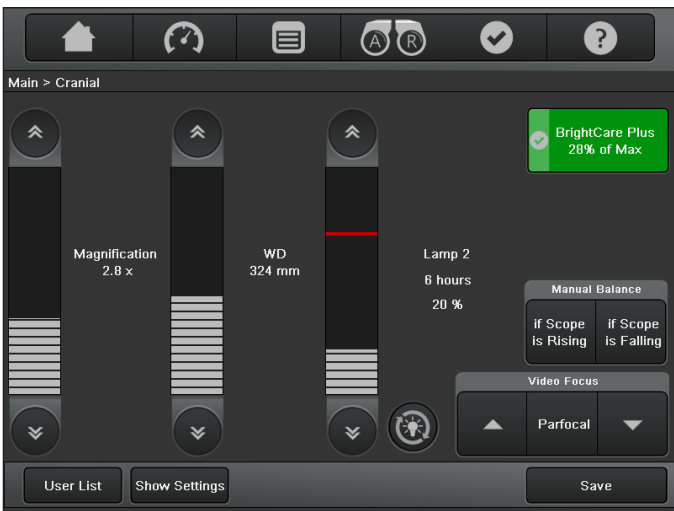 A R ?
Main > Cranial
BrightCare Plus
28% of Max
Magnification
2.8 x
WD
324 mm
Lamp 2
6 hours
20 %
Manual Balance
if Scope
is Rising
if Scope
is Falling
Video Focus
Parfocal
User List
Show Settings
Save